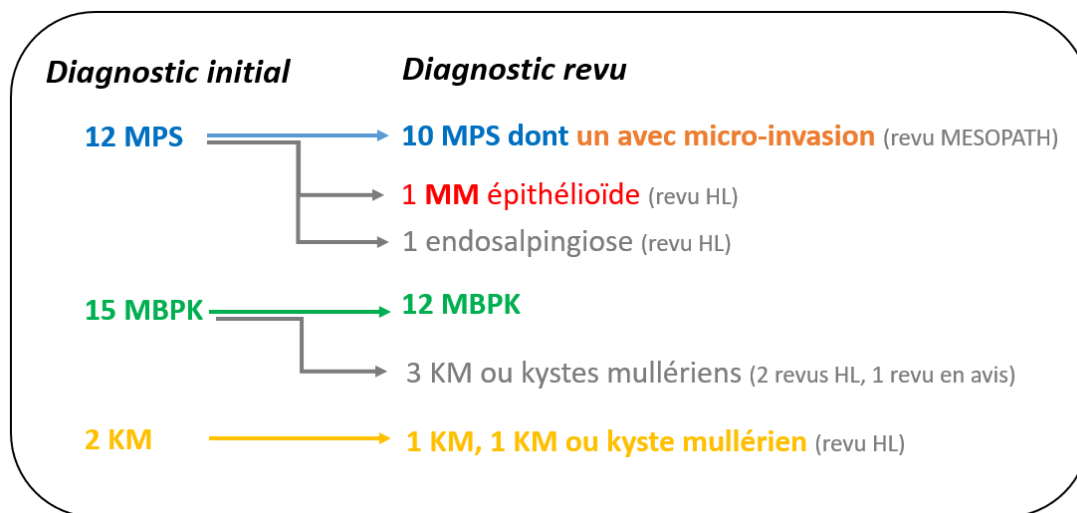 Diagnostic initial Diagnostic revu
12 MPS 10 MPS dont un avec micro-invasion (revu MESOPATH)
1 MM épithélioïde (revu HL)
1 endosalpingiose (revu HL)
15 MBPK 12 MBPK
3 KM ou kystes mullériens (2 revus HL, 1 revu en avis)
2 KM 1 KM, 1 KM ou kyste mullérien (revu HL)